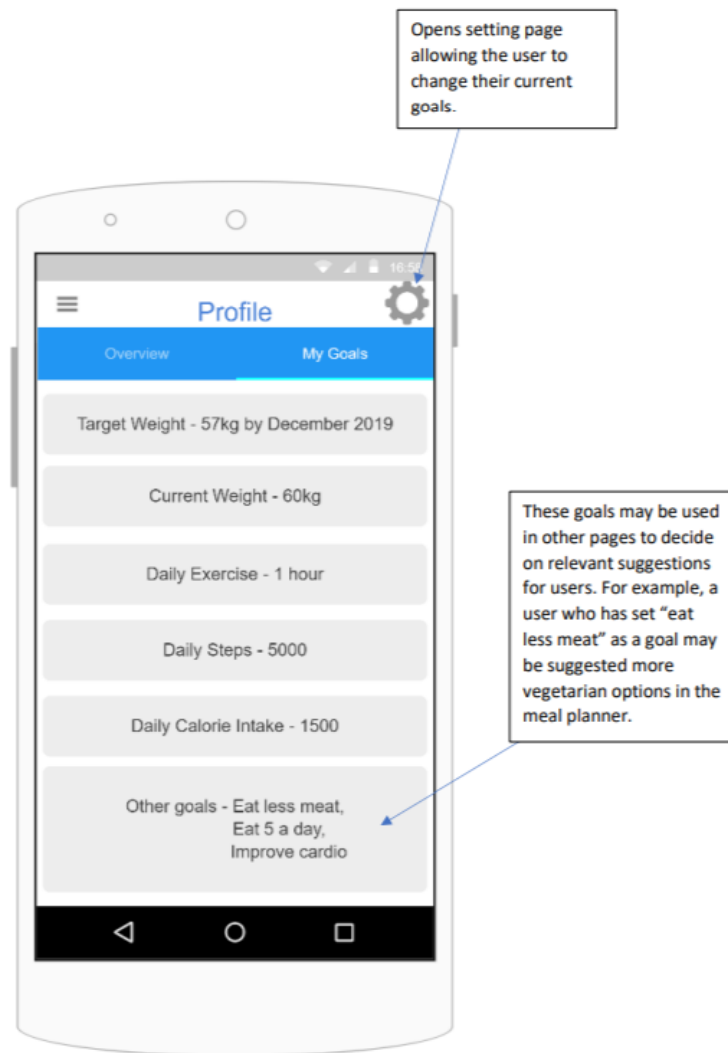 Opens setting page
allowing the user to
change their current
goals.
16:58
Profile
Overview
My Goals
Target Weight - 57kg by December 2019
Current Weight - 60kg
Daily Exercise - 1 hour
Daily Steps - 5000
Daily Calorie Intake - 1500
Other goals - Eat less meat,
Eat 5 a day,
Improve cardio
These goals may be used
in other pages to decide
on relevant suggestions
for users. For example, a
user who has set “eat
less meat” as a goal may
be suggested more
vegetarian options in the
meal planner.